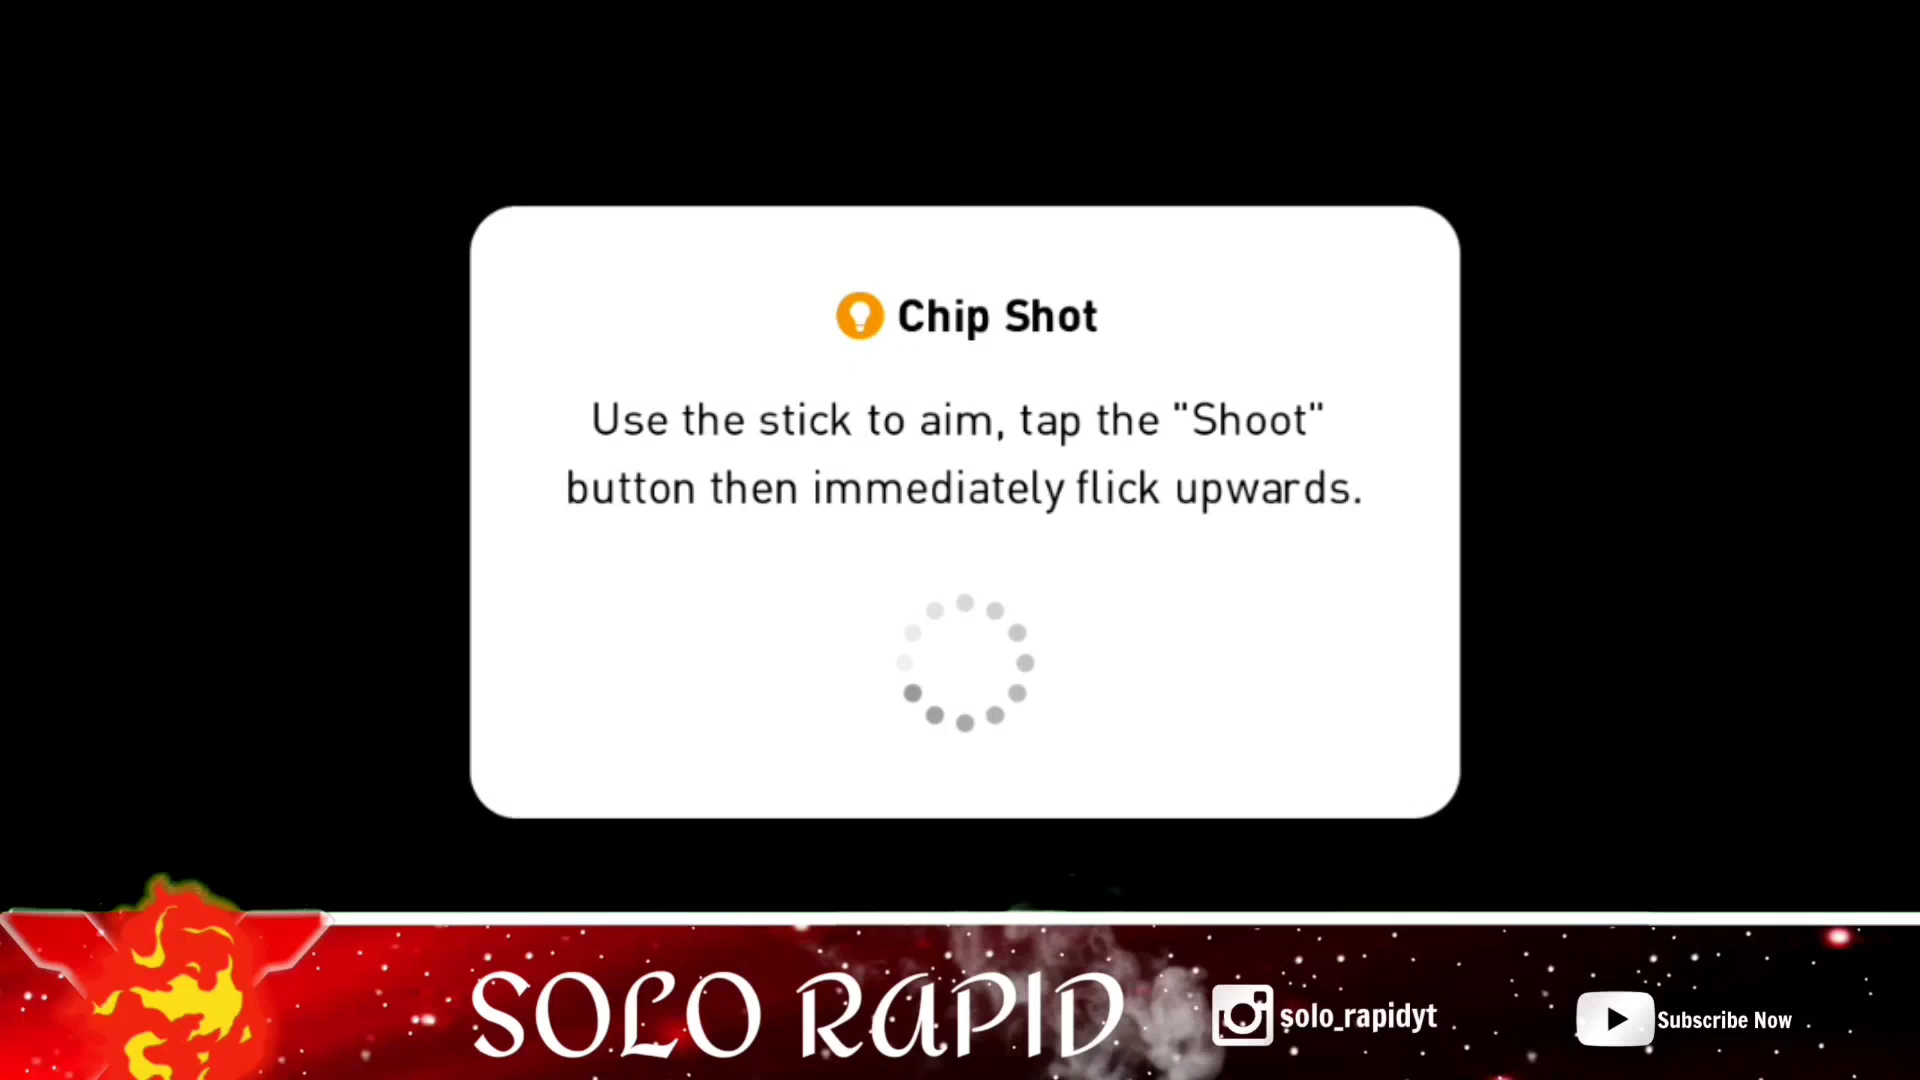 Chip Shot
Use the stick to aim, tap the "Shoot"
button then immediately flick upwards.
SOLO RAPID
solo_rapidyt
Subscribe Now